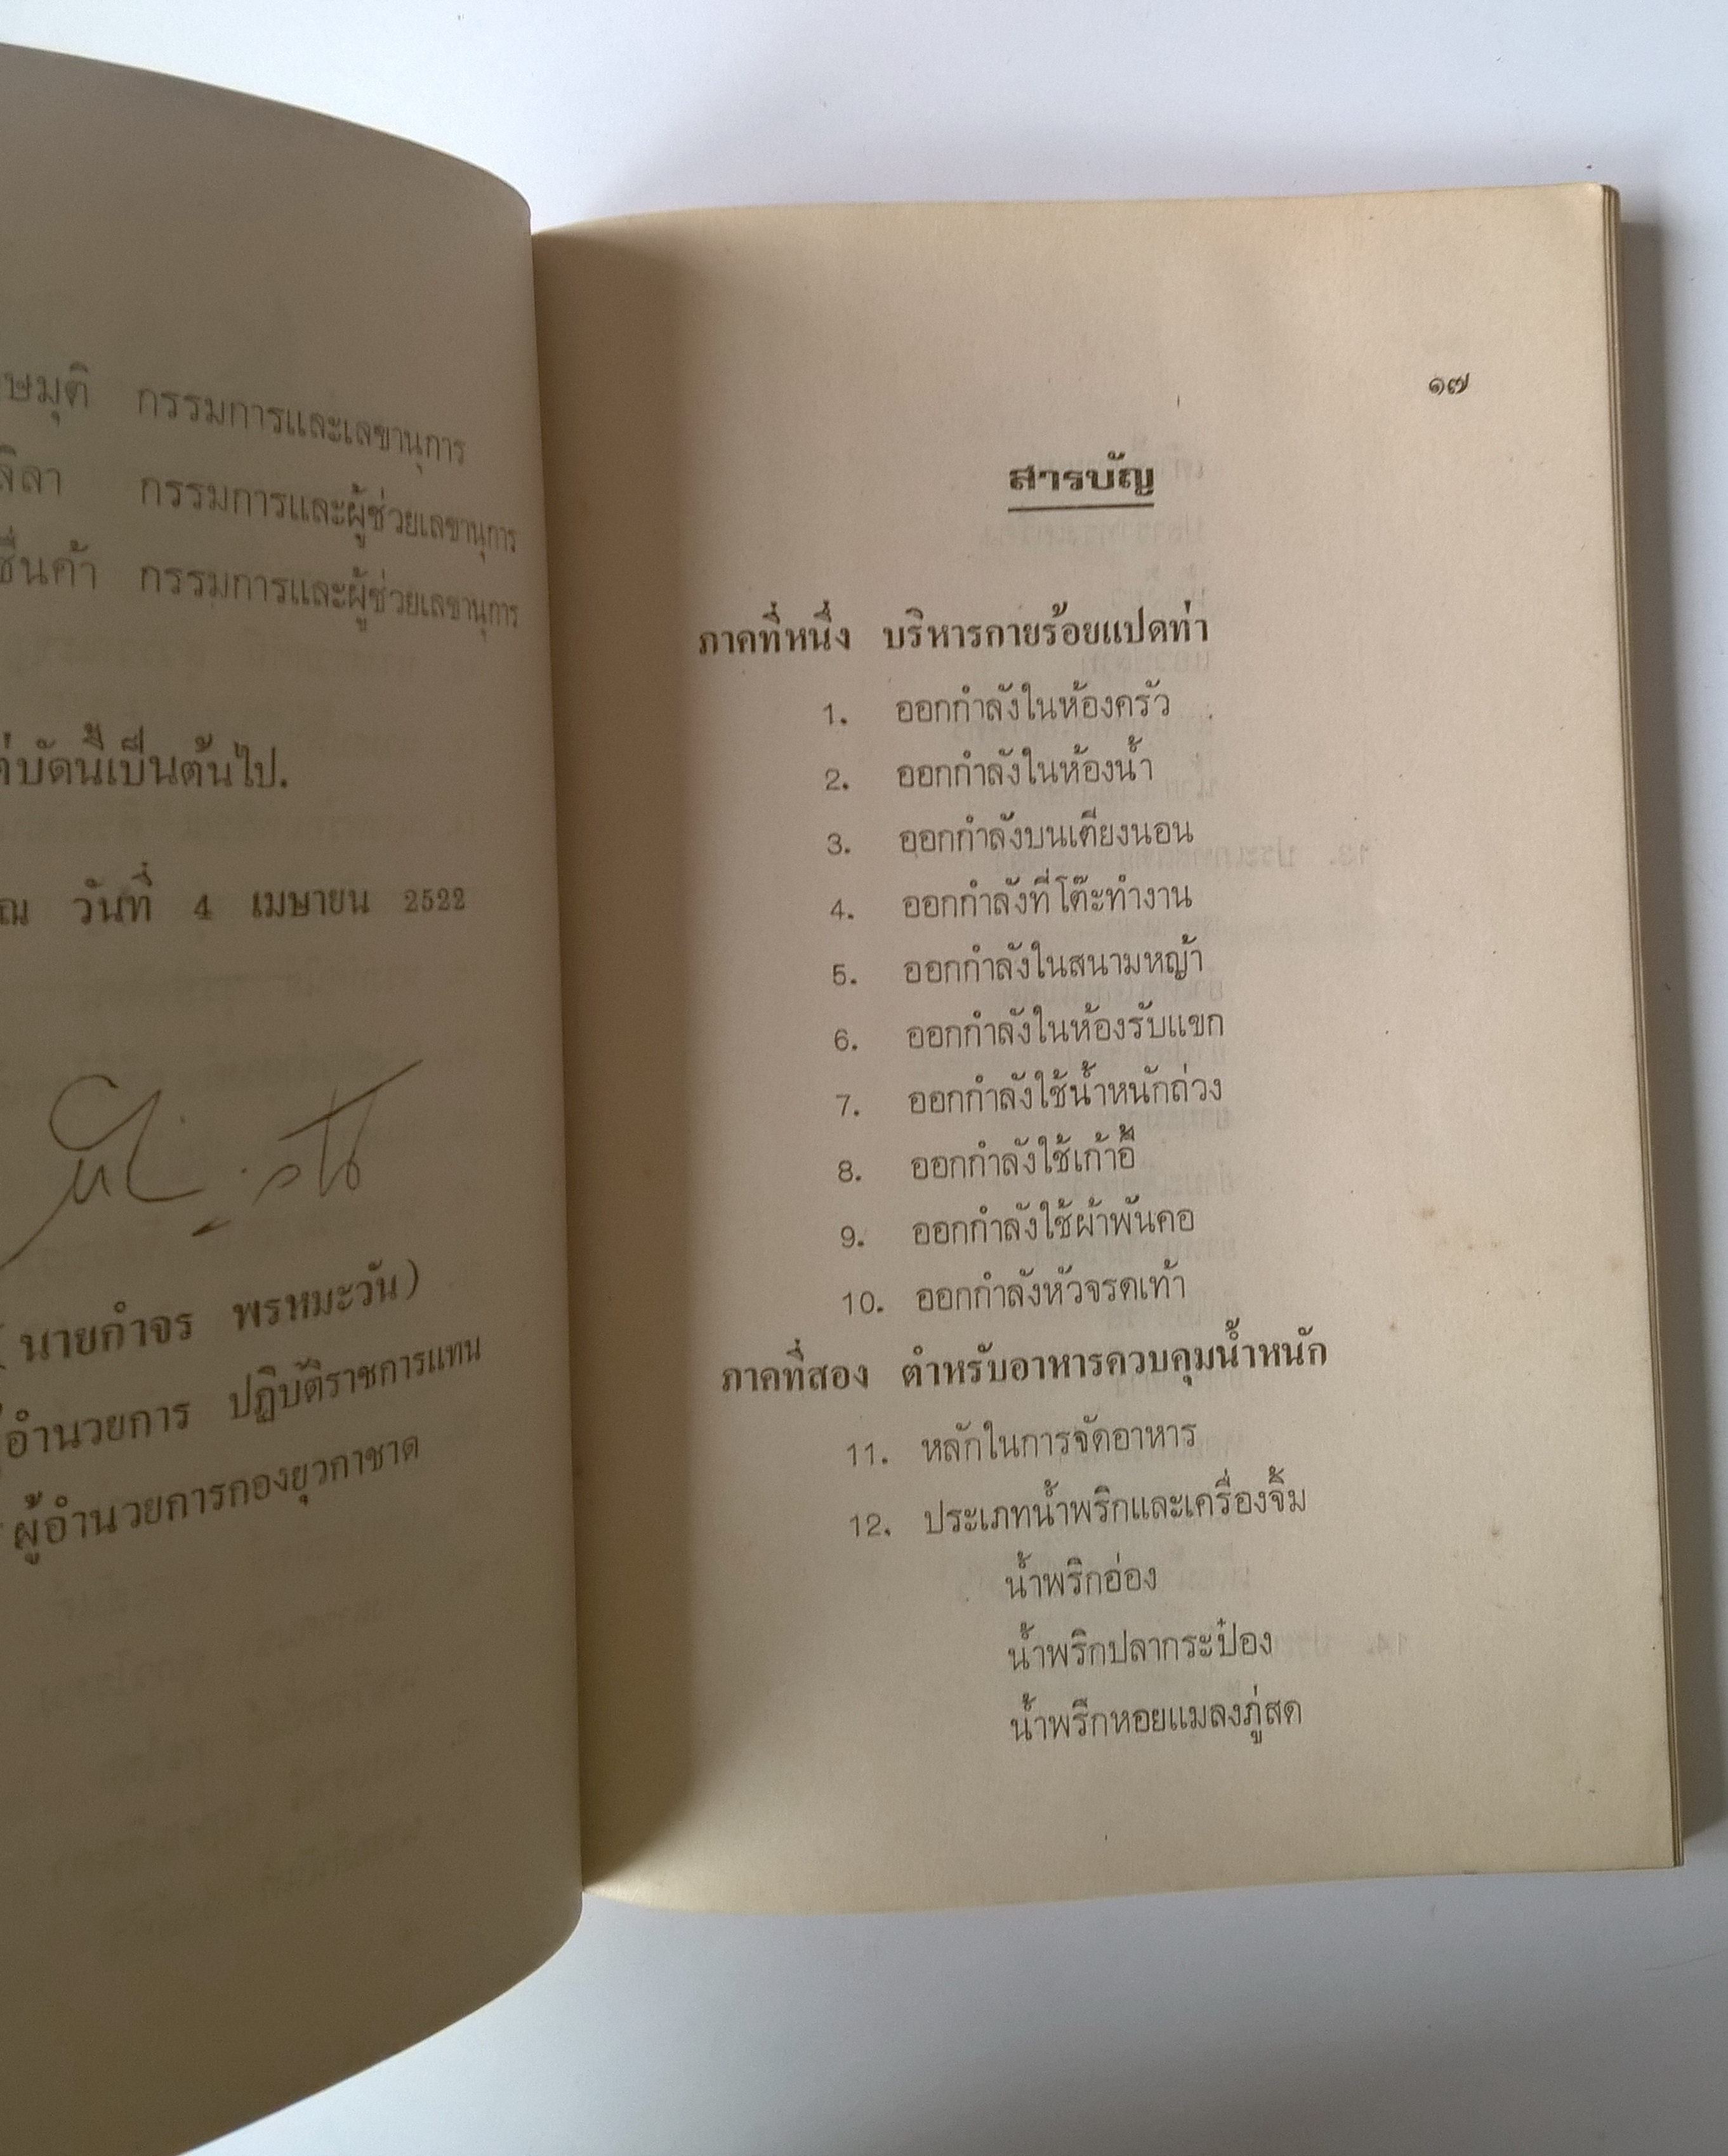 กรรมการและเลขานุการ
กรรมการและผู้ช่วยเลขานุการ
กรรมการและผู้ช่วยเลขานุการ
บัดนี้เป็นต้นไป.
ณ วันที่ 4 เมษายน 2522
(นายกำจร พรหมะวัน)
ผู้อำนวยการ ปฏิบัติราชการแทน
ผู้อำนวยการกองยุวกาชาด
๑๗
สารบัญ
ภาคที่หนึ่ง บริหารกายร้อยแปดท่า
1. ออกกำลังในห้องครัว
2. ออกกำลังในห้องน้ำ
3. ออกกำลังบนเตียงนอน
4. ออกกำลังที่โต๊ะทำงาน
5. ออกกำลังในสนามหญ้า
6. ออกกำลังในห้องรับแขก
7. ออกกำลังใช้น้ำหนักถ่วง
8. ออกกำลังใช้เก้าอี้
9. ออกกำลังใช้ผ้าพันคอ
10. ออกกำลังหัวจรดเท้า
ภาคที่สอง ตำหรับอาหารควบคุมน้ำหนัก
11. หลักในการจัดอาหาร
12. ประเภทน้ำพริกและเครื่องจิ้ม
น้ำพริกอ่อง
น้ำพริกปลากระป๋อง
น้ำพริกหอยแมลงภู่สด